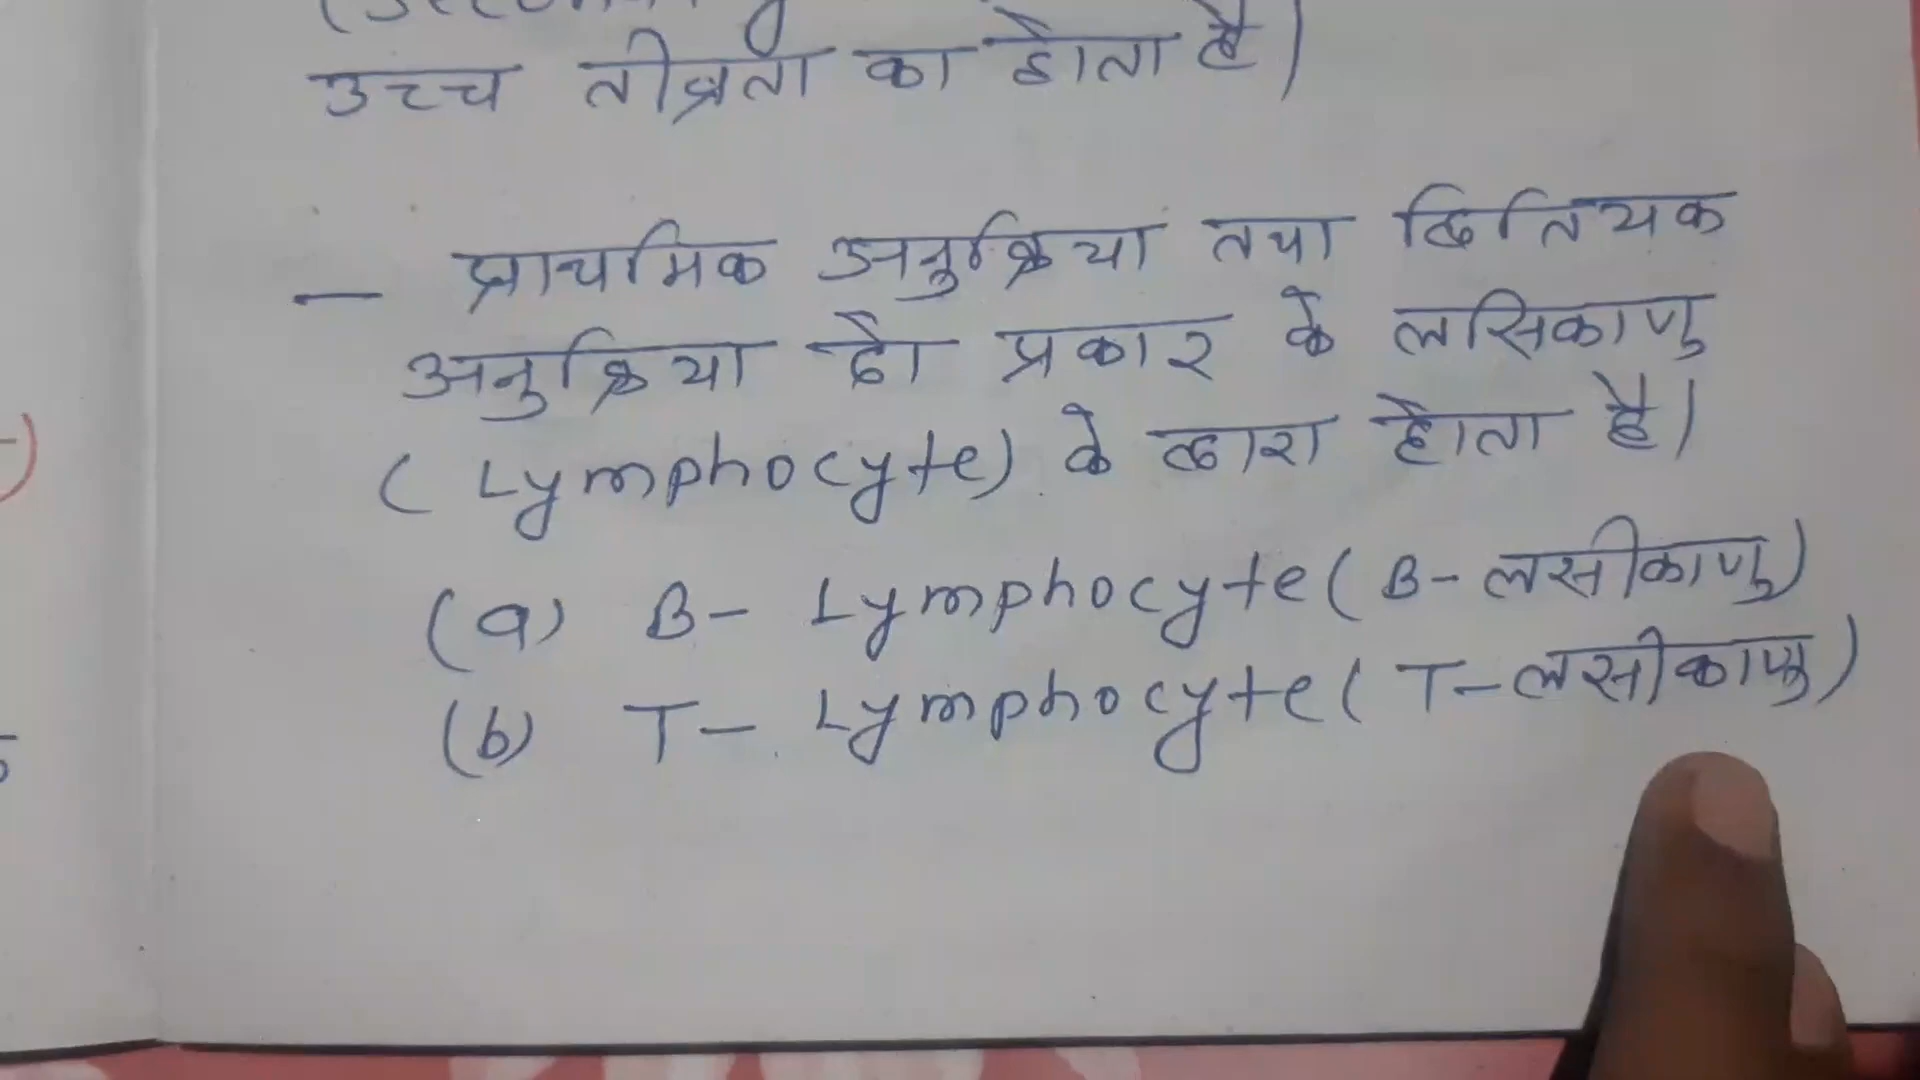 उच्च तीव्रता का होता है।
– प्राथमिक अनुक्रिया तथा द्वितियक
अनुक्रिया दो प्रकार के लसिकाणु
( Lymphocyte) के द्वारा होता है।
(a) B- Lymphocyte( B- लसीकाणु)
(b) T- Lymphocyte( T-लसीकाणु)